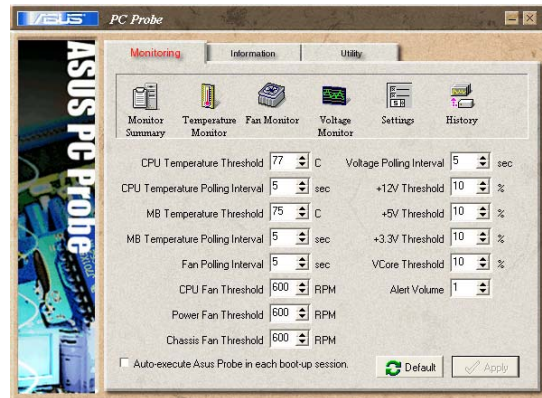 ASUS PC Probe
ASUS PC Probe
Monitoring Information Utility
Monitor Summary
Temperature Monitor
Fan Monitor
Voltage Monitor
Settings
History
CPU Temperature Threshold 77 C
CPU Temperature Polling Interval 5 sec
MB Temperature Threshold 75 C
MB Temperature Polling Interval 5 sec
Fan Polling Interval 5 sec
CPU Fan Threshold 600 RPM
Power Fan Threshold 600 RPM
Chassis Fan Threshold 600 RPM
Voltage Polling Interval 5 sec
+12V Threshold 10 %
+5V Threshold 10 %
+3.3V Threshold 10 %
VCore Threshold 10 %
Alert Volume 1
Auto-execute Asus Probe in each boot-up session.
Default
Apply